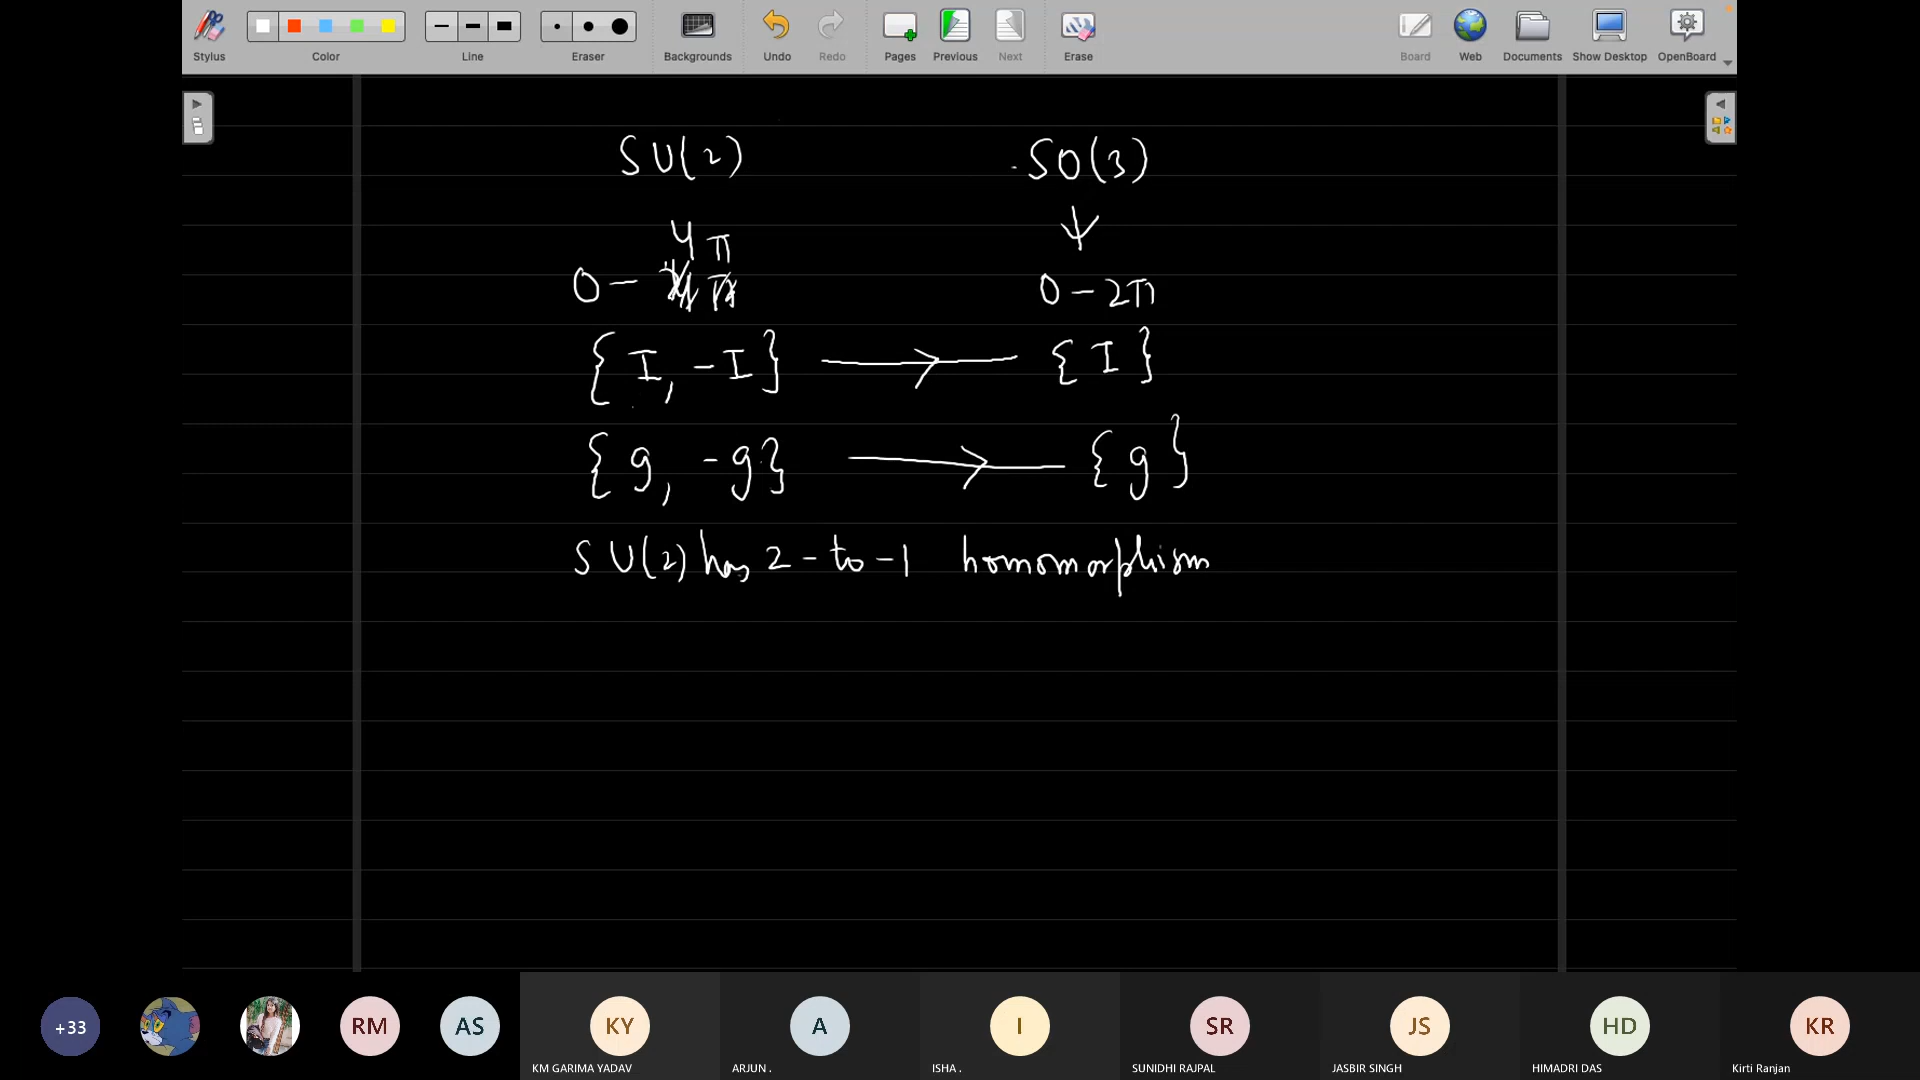 Stylus Color Line Eraser Backgrounds Undo Redo Pages Previous Next Erase Board Web Documents Show Desktop OpenBoard
SU(2) SO(3)
4π ψ
0 – 0 – 2π
{ I, -I } → { I }
{ g, -g } → { g }
SU(2) has 2-to-1 homomorphism
+33 RM AS KY A I SR JS HD KR
KM GARIMA YADAV ARJUN . ISHA . SUNIDHI RAJPAL JASBIR SINGH HIMADRI DAS Kirti Ranjan